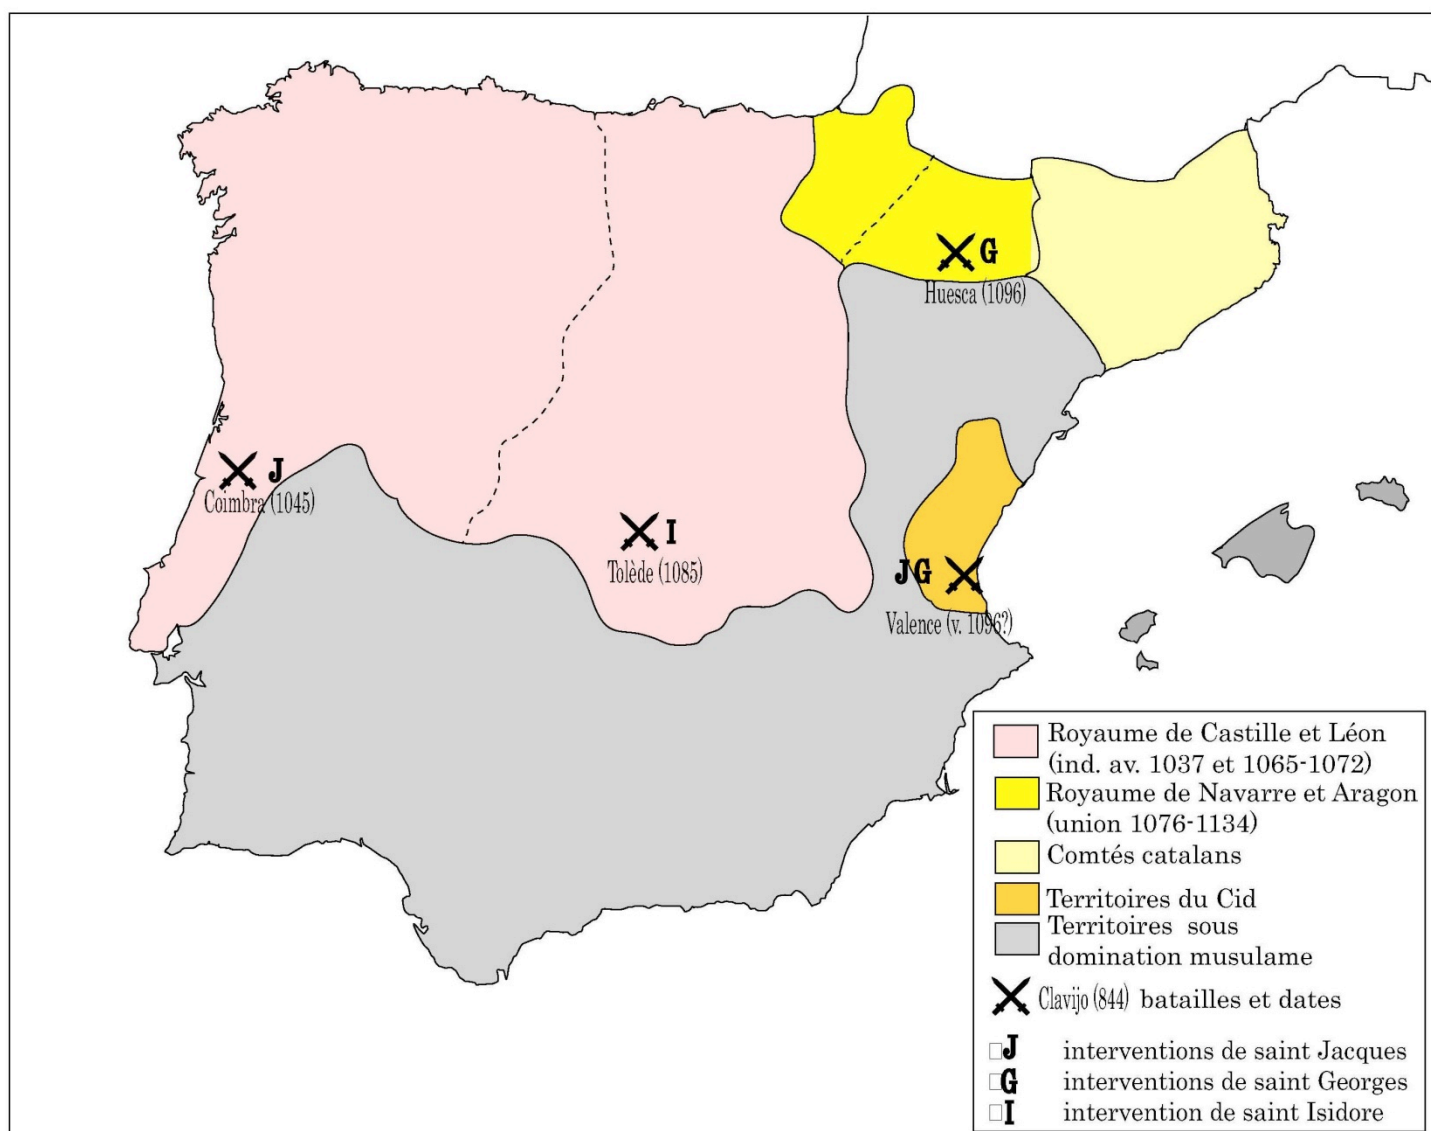 G
Huesca (1096)
J
Coimbra (1045)
I
Tolède (1085)
J G
Valence (v. 1096?)
Royaume de Castille et Léon
(ind. av. 1037 et 1065-1072)
Royaume de Navarre et Aragon
(union 1076-1134)
Comtés catalans
Territoires du Cid
Territoires sous
domination musulame
Clavijo (844) batailles et dates
J interventions de saint Jacques
G interventions de saint Georges
I intervention de saint Isidore